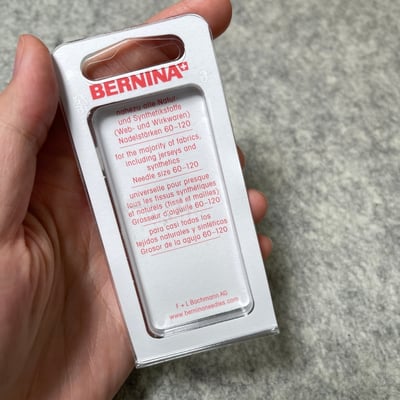 BERNINA
nahezu alle Natur-
und Synthetikstoffe
(Web- und Wirkwaren)
Nadelstärken 60-120
for the majority of fabrics,
including jerseys and
synthetics
Needle size 60-120
universelle pour presque
tous les tissus synthétiques
et naturels (tissé et mailles)
Grosseur d'aiguille 60-120
para casi todos los
tejidos naturales y sintéticos
Grosor de la aguja 60-120
F + L Bachmann AG
www.berninaneedles.com